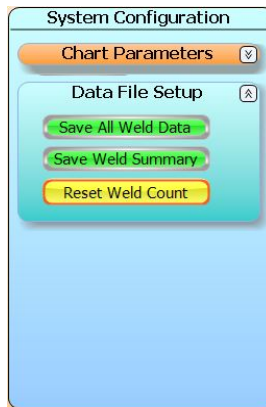 System Configuration
Chart Parameters
Data File Setup
Save All Weld Data
Save Weld Summary
Reset Weld Count